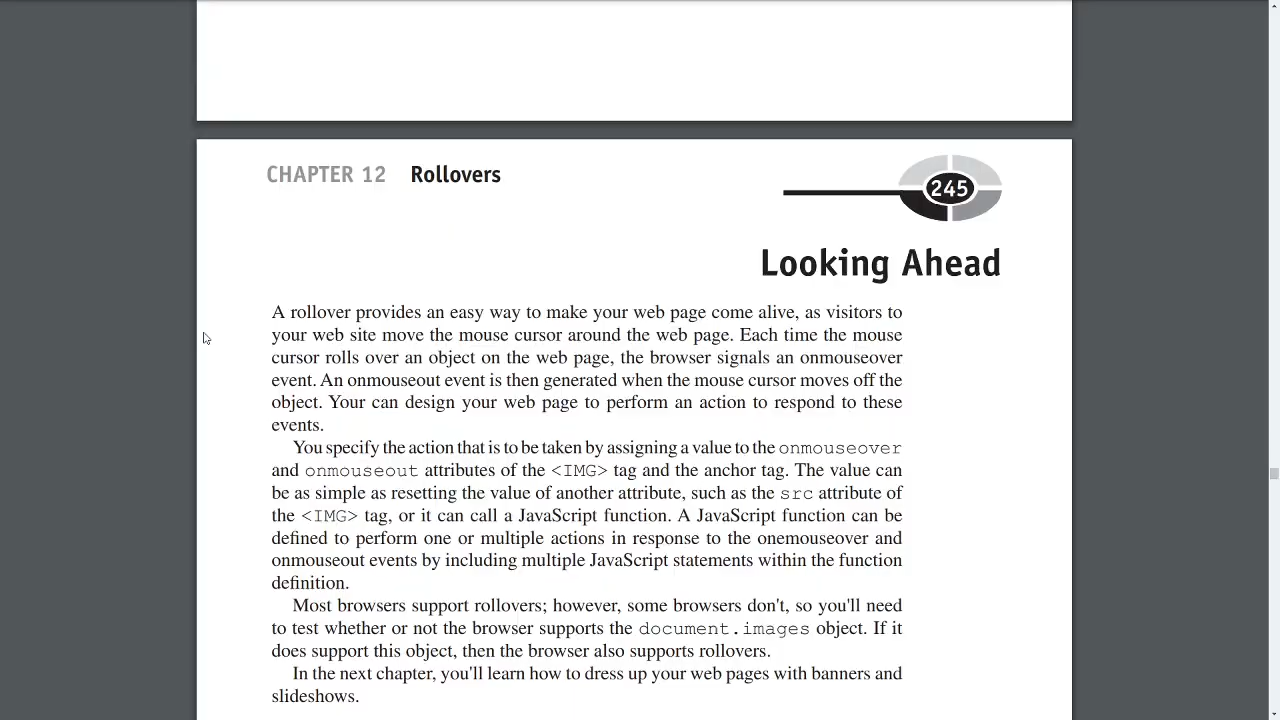 CHAPTER 12 Rollovers
245
Looking Ahead
A rollover provides an easy way to make your web page come alive, as visitors to
your web site move the mouse cursor around the web page. Each time the mouse
cursor rolls over an object on the web page, the browser signals an onmouseover
event. An onmouseout event is then generated when the mouse cursor moves off the
object. Your can design your web page to perform an action to respond to these
events.
You specify the action that is to be taken by assigning a value to the onmouseover
and onmouseout attributes of the <IMG> tag and the anchor tag. The value can
be as simple as resetting the value of another attribute, such as the src attribute of
the <IMG> tag, or it can call a JavaScript function. A JavaScript function can be
defined to perform one or multiple actions in response to the onemouseover and
onmouseout events by including multiple JavaScript statements within the function
definition.
Most browsers support rollovers; however, some browsers don't, so you'll need
to test whether or not the browser supports the document.images object. If it
does support this object, then the browser also supports rollovers.
In the next chapter, you'll learn how to dress up your web pages with banners and
slideshows.